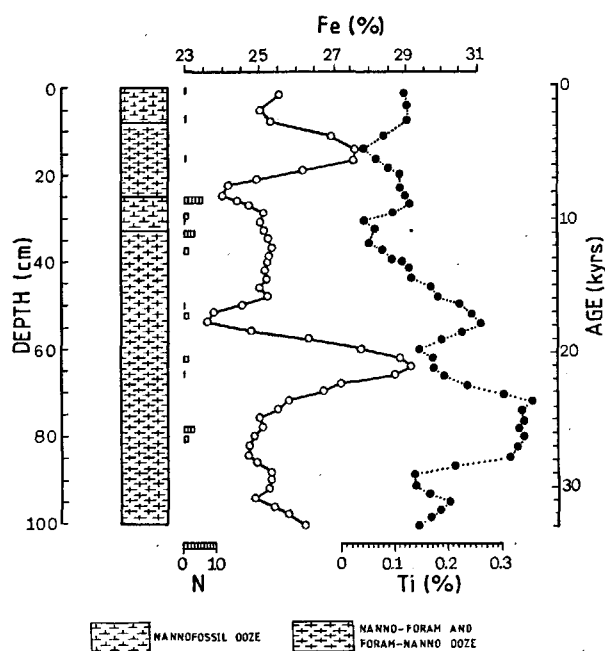 Fe (%)
23 25 27 29 31
0
20
40
60
80
100
DEPTH (cm)
0
10
20
30
AGE (kyrs)
0 10
N
0 0.1 0.2 0.3
Ti (%)
NANNOFOSSIL OOZE
NANNO-FORAM AND
FORAM-NANNO OOZE